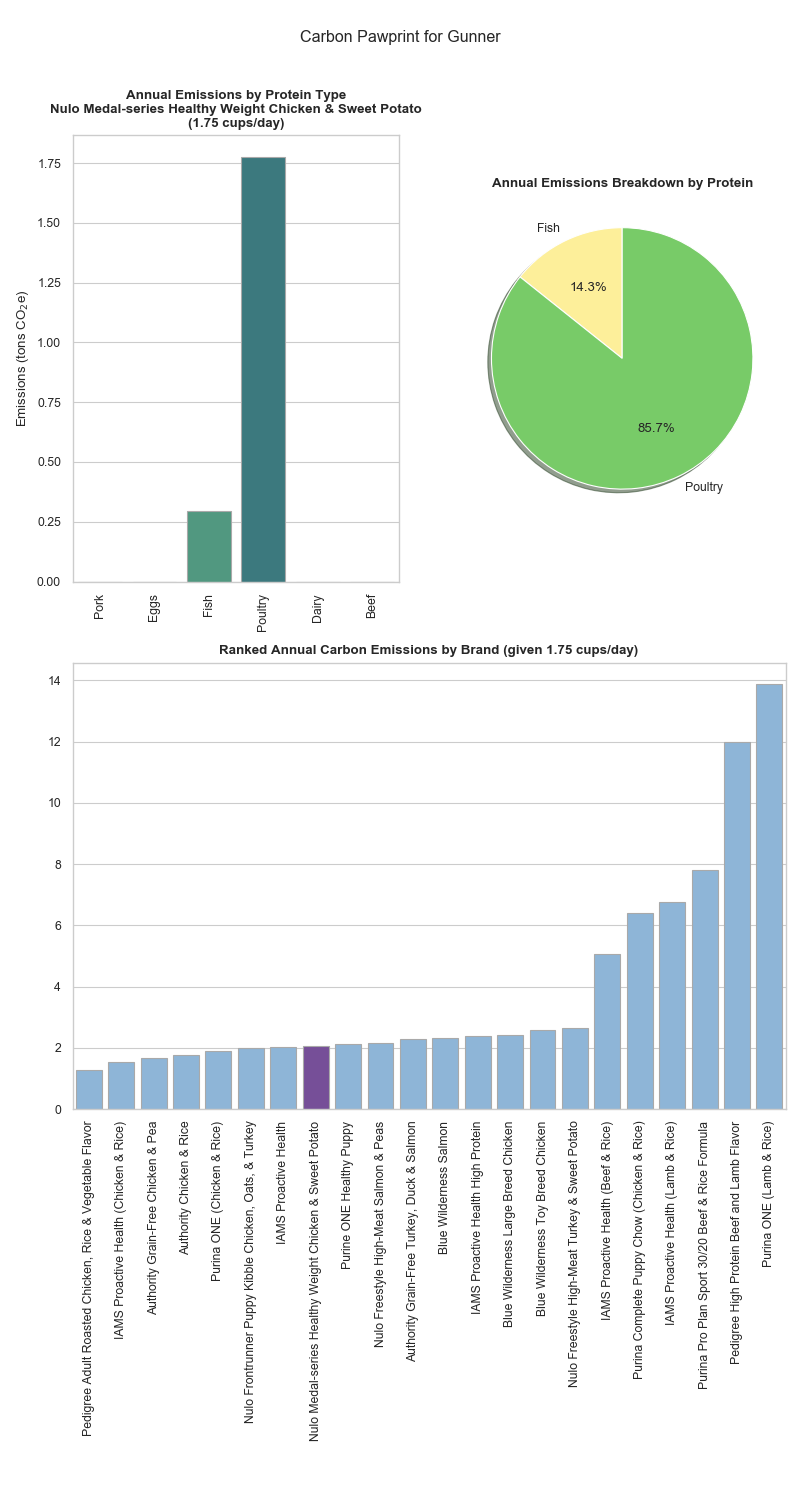 Carbon Pawprint for Gunner
Annual Emissions by Protein Type
Nulo Medal-series Healthy Weight Chicken & Sweet Potato
(1.75 cups/day)
1.75
1.50
1.25
1.00
0.75
0.50
0.25
0.00
Emissions (tons CO₂e)
Pork
Eggs
Fish
Poultry
Dairy
Beef
Annual Emissions Breakdown by Protein
Fish
14.3%
85.7%
Poultry
Ranked Annual Carbon Emissions by Brand (given 1.75 cups/day)
14
12
10
8
6
4
2
0
Pedigree Adult Roasted Chicken, Rice & Vegetable Flavor
IAMS Proactive Health (Chicken & Rice)
Authority Grain-Free Chicken & Pea
Authority Chicken & Rice
Purina ONE (Chicken & Rice)
Nulo Frontrunner Puppy Kibble Chicken, Oats, & Turkey
IAMS Proactive Health
Nulo Medal-series Healthy Weight Chicken & Sweet Potato
Purine ONE Healthy Puppy
Nulo Freestyle High-Meat Salmon & Peas
Authority Grain-Free Turkey, Duck & Salmon
Blue Wilderness Salmon
IAMS Proactive Health High Protein
Blue Wilderness Large Breed Chicken
Blue Wilderness Toy Breed Chicken
Nulo Freestyle High-Meat Turkey & Sweet Potato
IAMS Proactive Health (Beef & Rice)
Purina Complete Puppy Chow (Chicken & Rice)
IAMS Proactive Health (Lamb & Rice)
Purina Pro Plan Sport 30/20 Beef & Rice Formula
Pedigree High Protein Beef and Lamb Flavor
Purina ONE (Lamb & Rice)